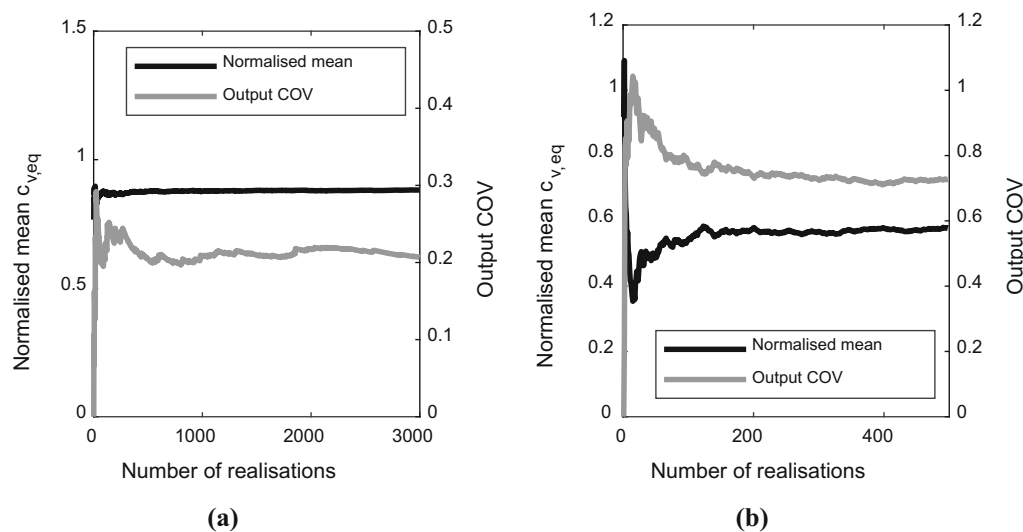 1.5
1
0.5
0
Normalised mean c_{v,eq}
0.5
0.4
0.3
0.2
0.1
0
Output COV
Normalised mean
Output COV
0
1000
2000
3000
Number of realisations
(a)
1.2
1
0.8
0.6
0.4
0.2
0
Normalised mean c_{v, eq}
1.2
1
0.8
0.6
0.4
0.2
0
Output COV
Normalised mean
Output COV
0
200
400
Number of realisations
(b)